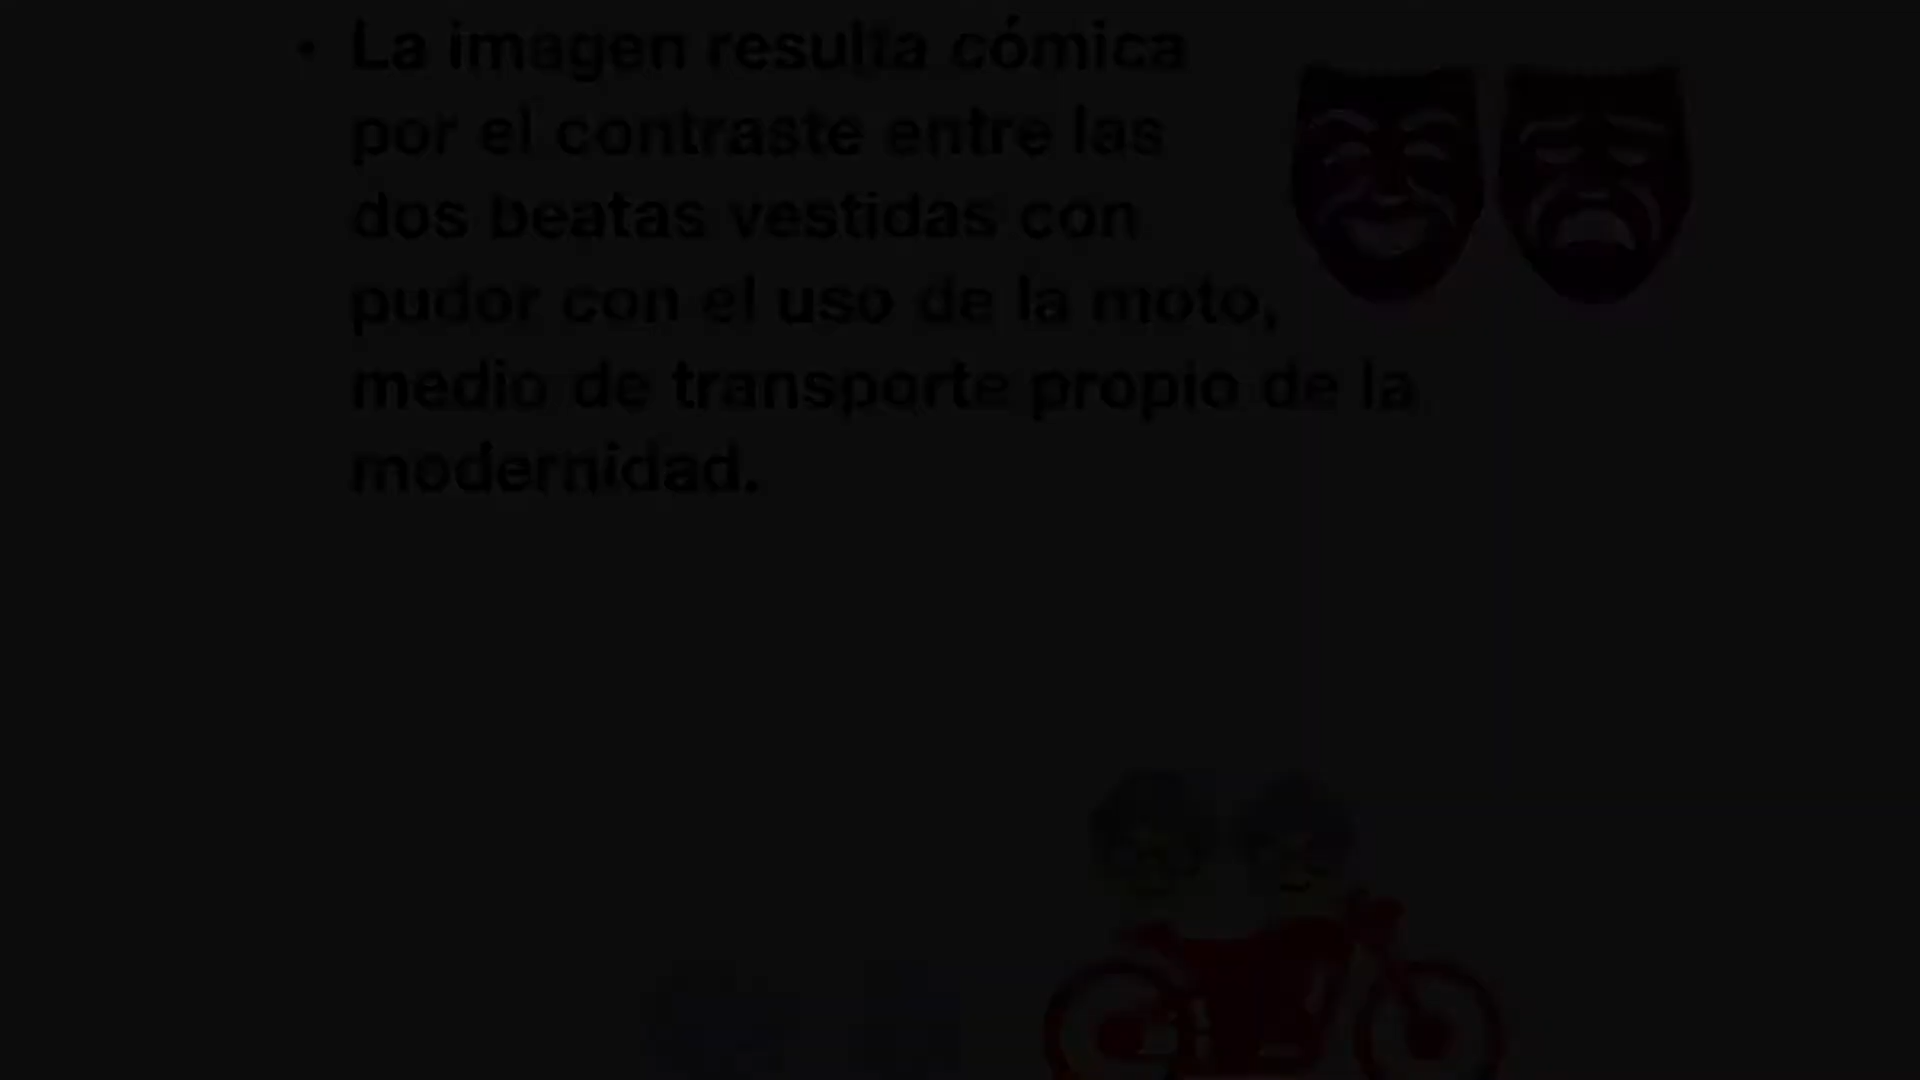 • La imagen resulta cómica
por el contraste entre las
dos beatas vestidas con
pudor con el uso de la moto,
medio de transporte propio de la
modernidad.